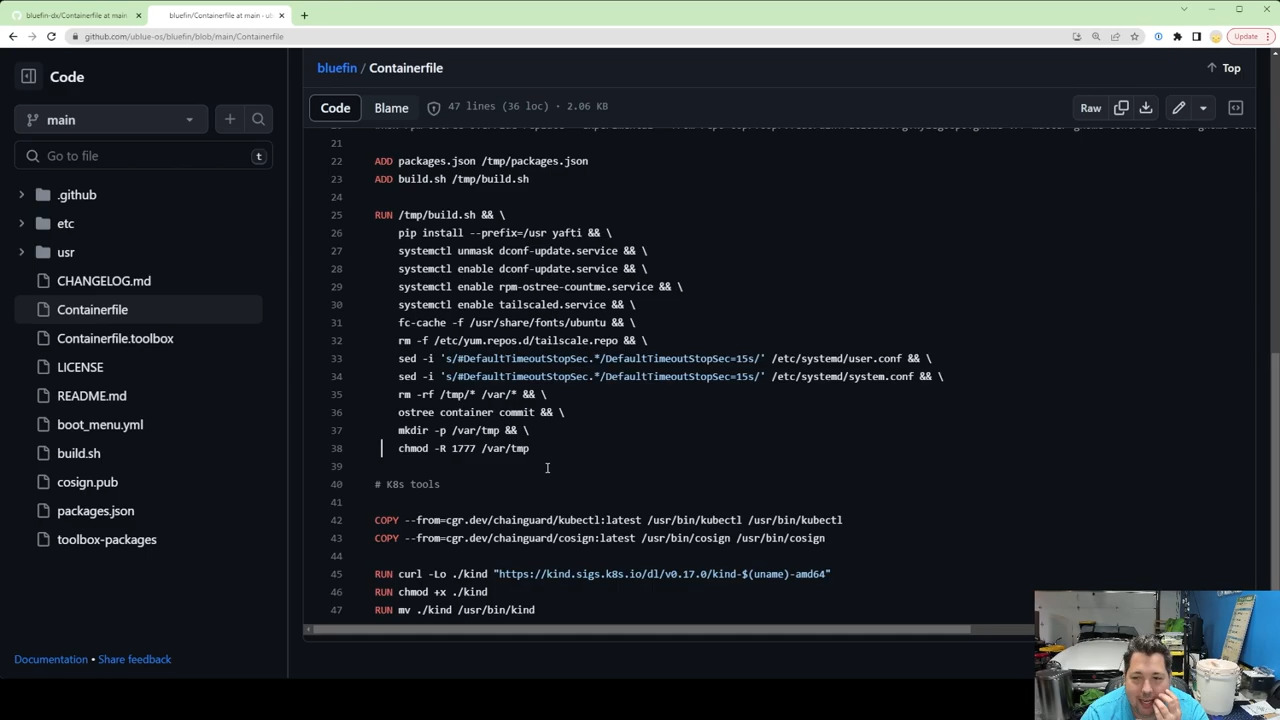 bluefin-dx/Containerfile at main
bluefin/Containerfile at main · ub
github.com/ublue-os/bluefin/blob/main/Containerfile
Update
Code
main
Go to file
t
.github
etc
usr
CHANGELOG.md
Containerfile
Containerfile.toolbox
LICENSE
README.md
boot_menu.yml
build.sh
cosign.pub
packages.json
toolbox-packages
Documentation • Share feedback
bluefin / Containerfile
Top
Code
Blame
47 lines (36 loc) · 2.06 KB
Raw
21
22 ADD packages.json /tmp/packages.json
23 ADD build.sh /tmp/build.sh
24
25 RUN /tmp/build.sh && \
26 pip install --prefix=/usr yafti && \
27 systemctl unmask dconf-update.service && \
28 systemctl enable dconf-update.service && \
29 systemctl enable rpm-ostree-countme.service && \
30 systemctl enable tailscaled.service && \
31 fc-cache -f /usr/share/fonts/ubuntu && \
32 rm -f /etc/yum.repos.d/tailscale.repo && \
33 sed -i 's/#DefaultTimeoutStopSec.*/DefaultTimeoutStopSec=15s/' /etc/systemd/user.conf && \
34 sed -i 's/#DefaultTimeoutStopSec.*/DefaultTimeoutStopSec=15s/' /etc/systemd/system.conf && \
35 rm -rf /tmp/* /var/* && \
36 ostree container commit && \
37 mkdir -p /var/tmp && \
38 chmod -R 1777 /var/tmp
39
40 # K8s tools
41
42 COPY --from=cgr.dev/chainguard/kubectl:latest /usr/bin/kubectl /usr/bin/kubectl
43 COPY --from=cgr.dev/chainguard/cosign:latest /usr/bin/cosign /usr/bin/cosign
44
45 RUN curl -Lo ./kind "https://kind.sigs.k8s.io/dl/v0.17.0/kind-$(uname)-amd64"
46 RUN chmod +x ./kind
47 RUN mv ./kind /usr/bin/kind